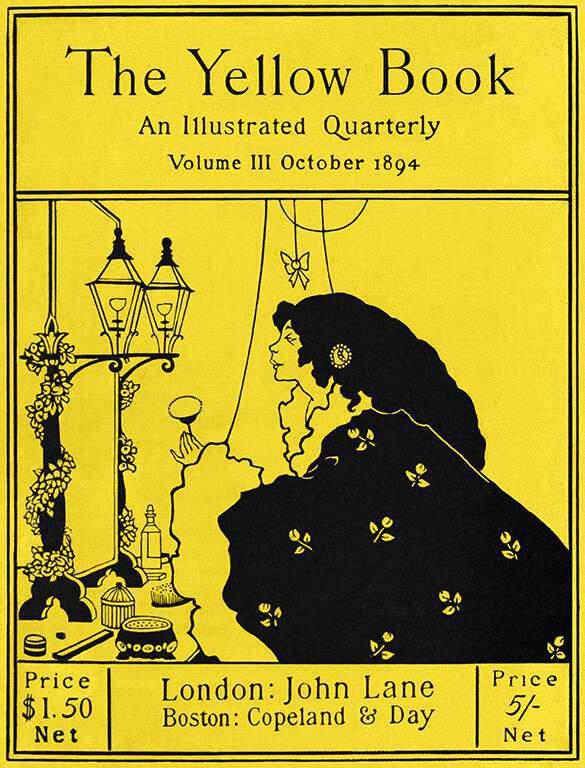 The Yellow Book
An Illustrated Quarterly
Volume III October 1894
Price
$1.50
Net
London: John Lane
Boston: Copeland & Day
Price
5/-
Net